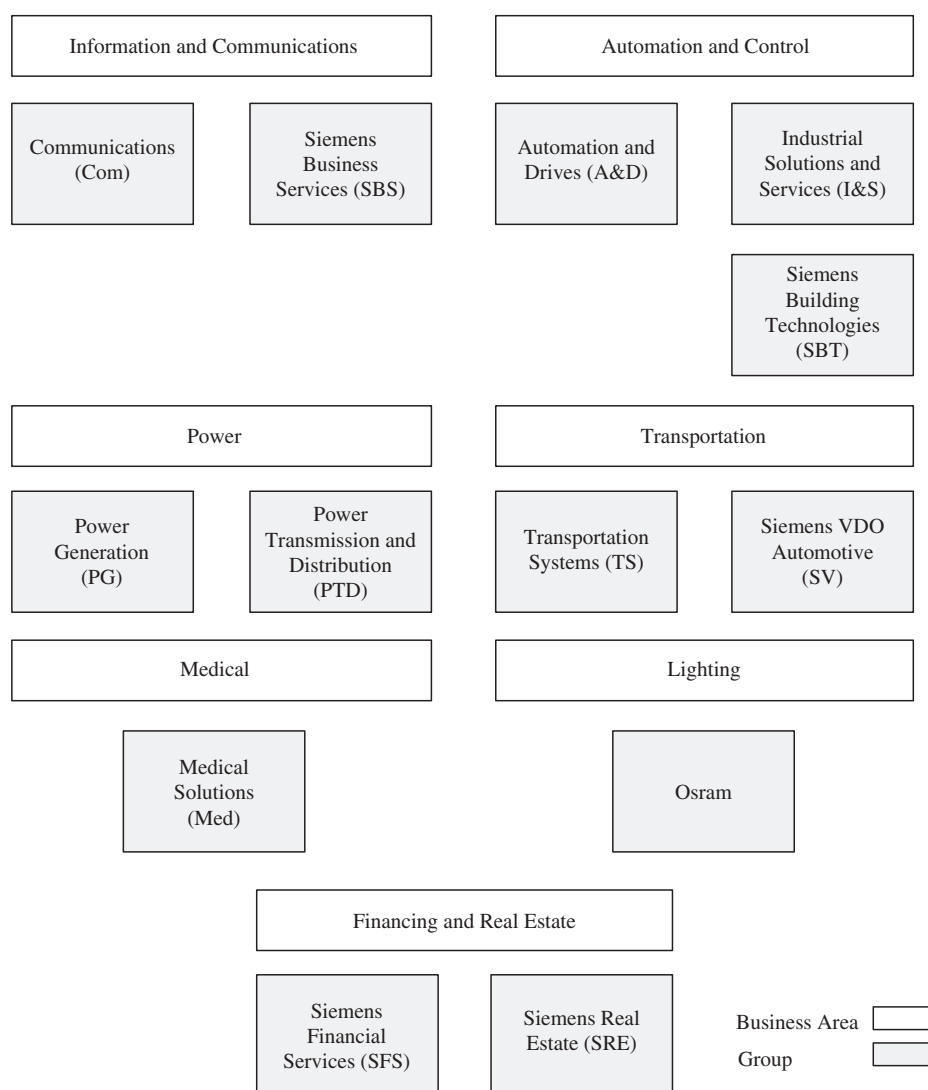 Information and Communications
Automation and Control
Communications
(Com)
Siemens
Business
Services (SBS)
Automation and
Drives (A&D)
Industrial
Solutions and
Services (I&S)
Siemens
Building
Technologies
(SBT)
Power
Transportation
Power
Generation
(PG)
Power
Transmission and
Distribution
(PTD)
Transportation
Systems (TS)
Siemens VDO
Automotive
(SV)
Medical
Lighting
Medical
Solutions
(Med)
Osram
Financing and Real Estate
Siemens
Financial
Services (SFS)
Siemens Real
Estate (SRE)
Business Area
Group